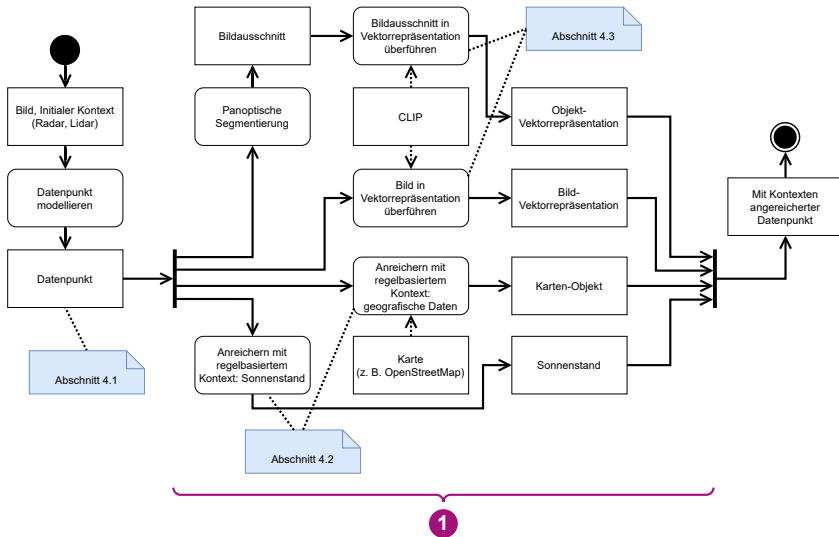 Bild, Initialer Kontext
(Radar, Lidar)
Datenpunkt
modellieren
Datenpunkt
Abschnitt 4.1
Bildausschnitt
Panoptische
Segmentierung
Anreichern mit
regelbasiertem
Kontext: Sonnenstand
Abschnitt 4.2
Bildausschnitt in
Vektorrepräsentation
überführen
CLIP
Bild in
Vektorrepräsentation
überführen
Anreichern mit
regelbasiertem
Kontext:
geografische Daten
Karte
(z. B. OpenStreetMap)
Abschnitt 4.3
Objekt-
Vektorrepräsentation
Bild-
Vektorrepräsentation
Karten-Objekt
Sonnenstand
Mit Kontexten
angereicherter
Datenpunkt
1